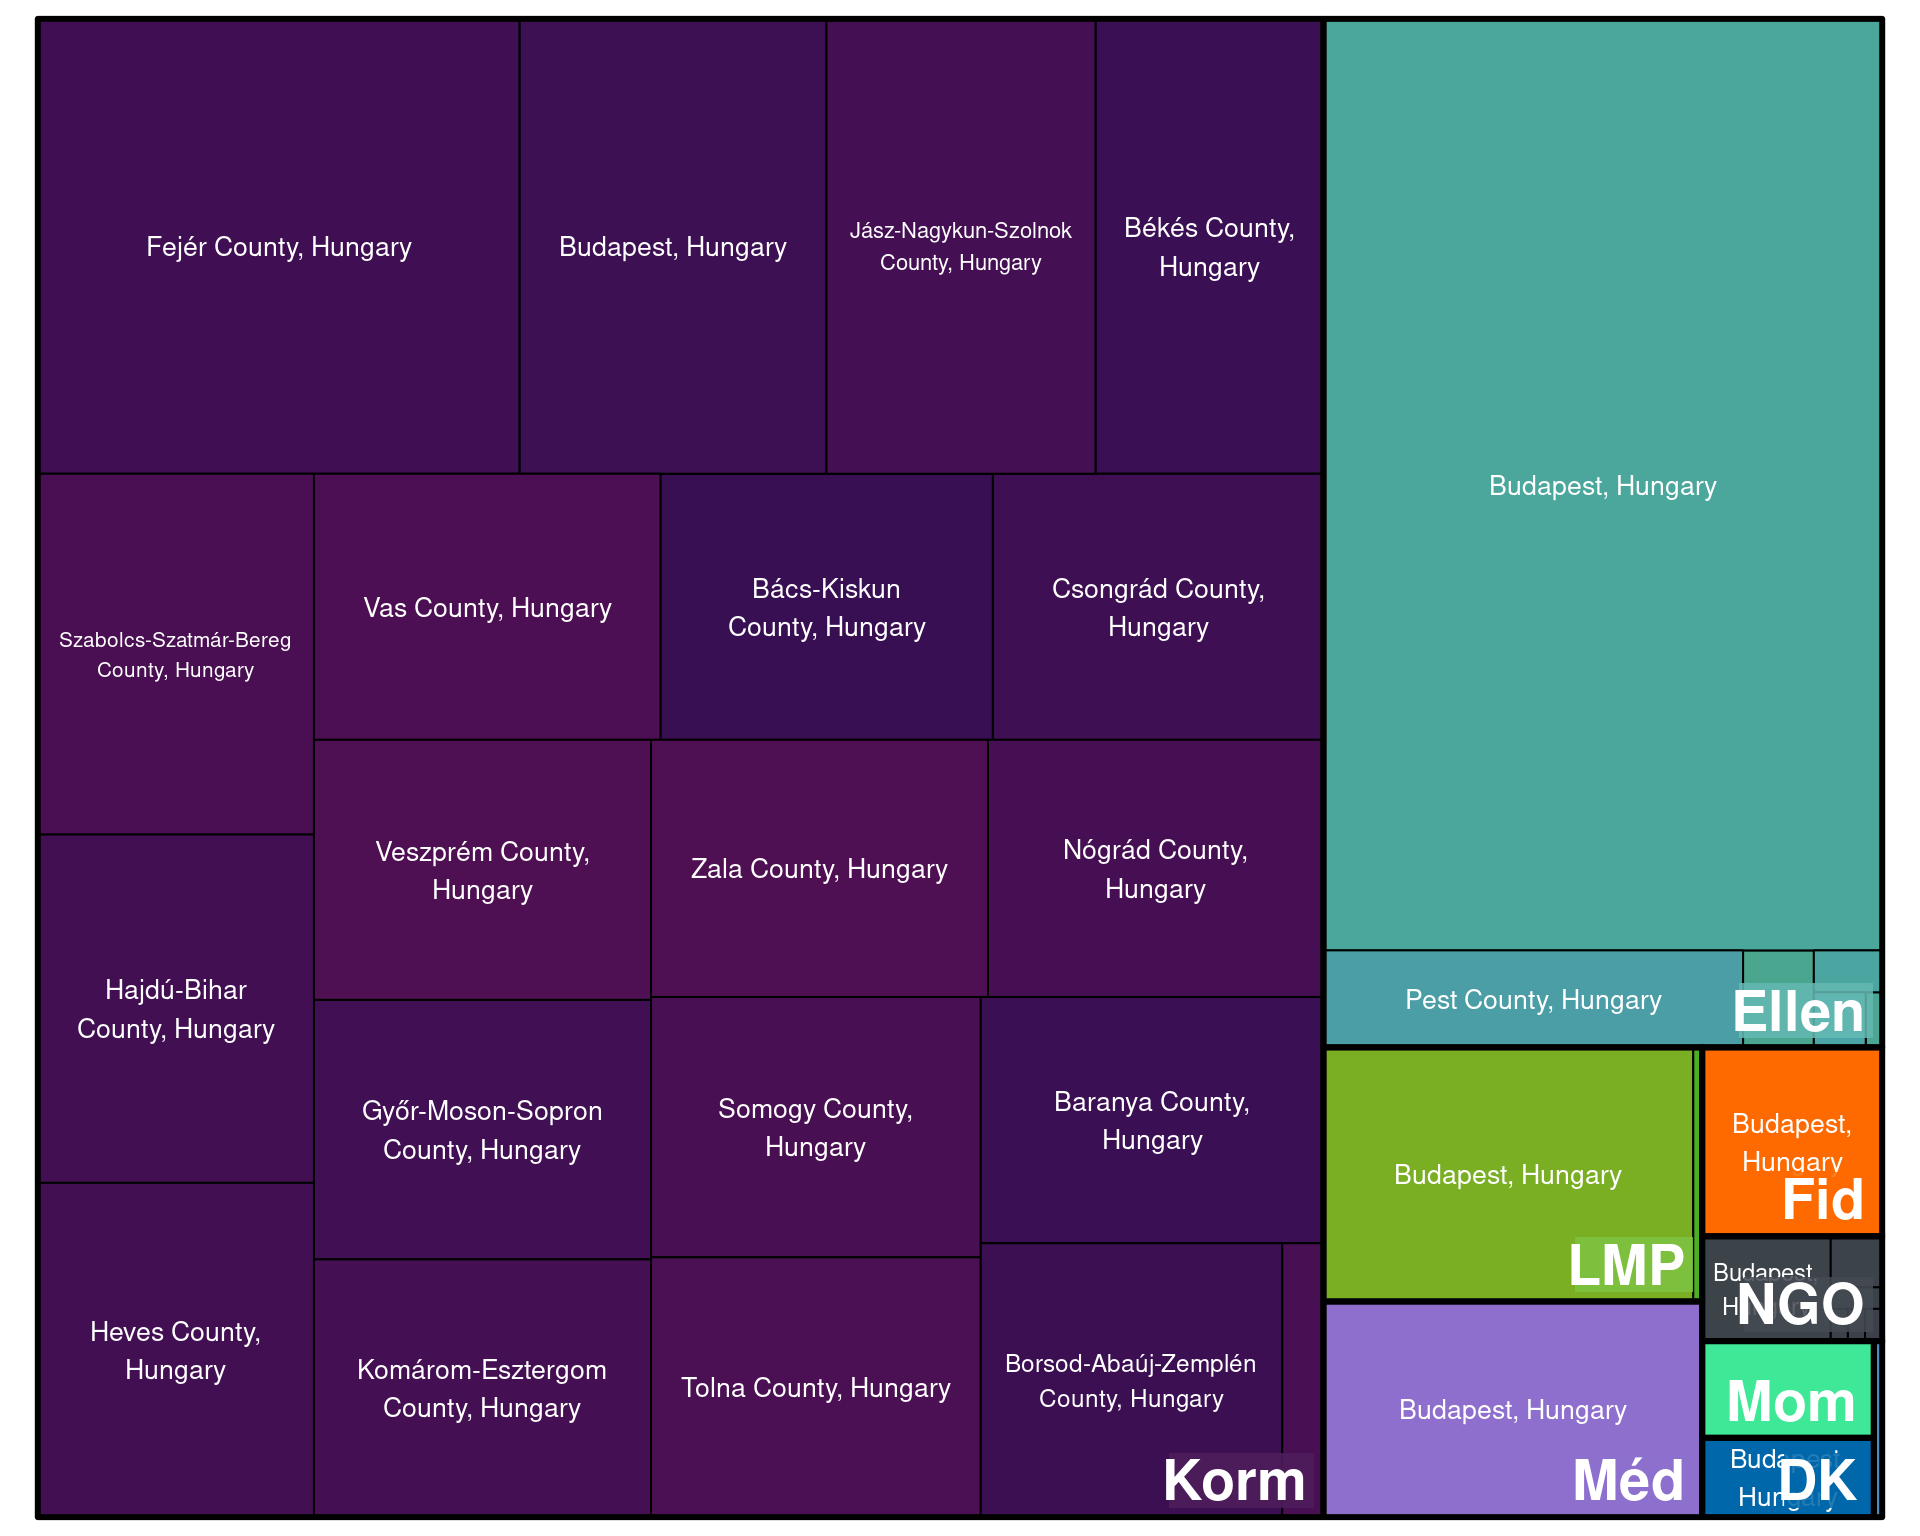 Fejér County, Hungary
Budapest, Hungary
Jász-Nagykun-Szolnok
County, Hungary
Békés County,
Hungary
Szabolcs-Szatmár-Bereg
County, Hungary
Vas County, Hungary
Bács-Kiskun
County, Hungary
Csongrád County,
Hungary
Hajdú-Bihar
County, Hungary
Veszprém County,
Hungary
Zala County, Hungary
Nógrád County,
Hungary
Heves County,
Hungary
Győr-Moson-Sopron
County, Hungary
Somogy County,
Hungary
Baranya County,
Hungary
Komárom-Esztergom
County, Hungary
Tolna County, Hungary
Borsod-Abaúj-Zemplén
County, Hungary
Korm
Budapest, Hungary
Pest County, Hungary
Ellen
Budapest, Hungary
LMP
Budapest, Hungary
Méd
Budapest,
Hungary
Fid
Budapest,
NGO
Mom
Budapest,
Hungary
DK